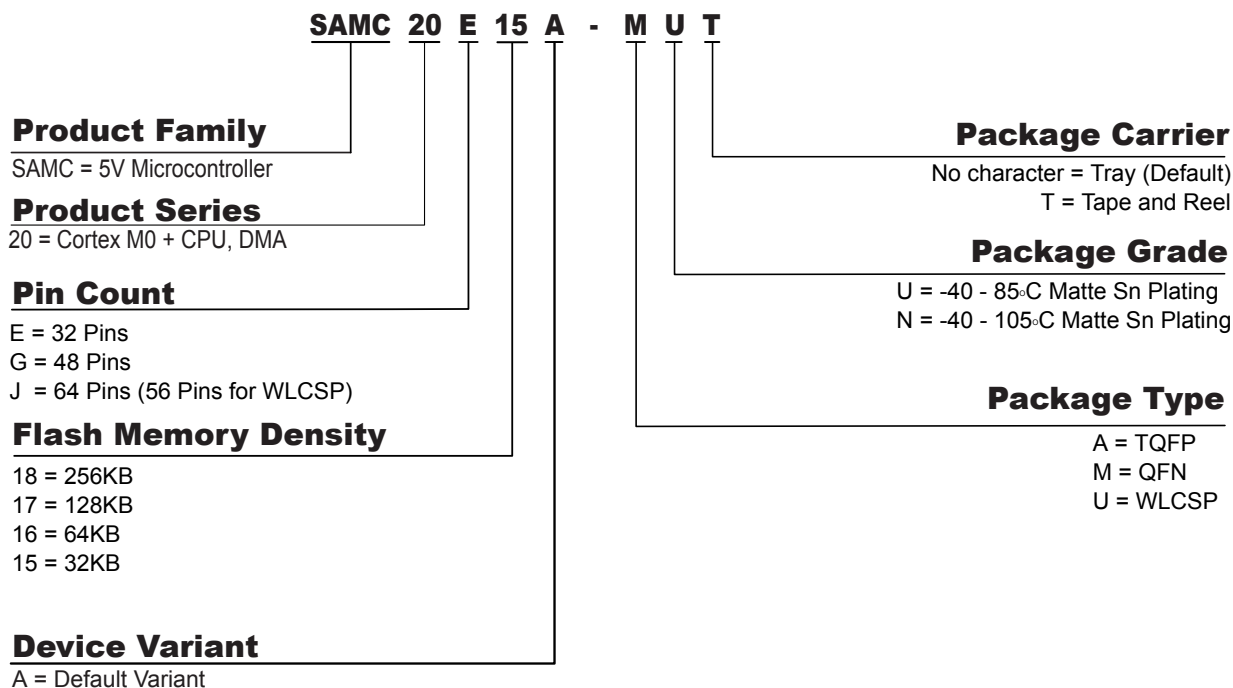 SAMC 20 E 15 A - M U T
Product Family
SAMC = 5V Microcontroller
Product Series
20 = Cortex M0 + CPU, DMA
Pin Count
E = 32 Pins
G = 48 Pins
J = 64 Pins (56 Pins for WLCSP)
Flash Memory Density
18 = 256KB
17 = 128KB
16 = 64KB
15 = 32KB
Device Variant
A = Default Variant
Package Carrier
No character = Tray (Default)
T = Tape and Reel
Package Grade
U = -40 - 85°C Matte Sn Plating
N = -40 - 105°C Matte Sn Plating
Package Type
A = TQFP
M = QFN
U = WLCSP